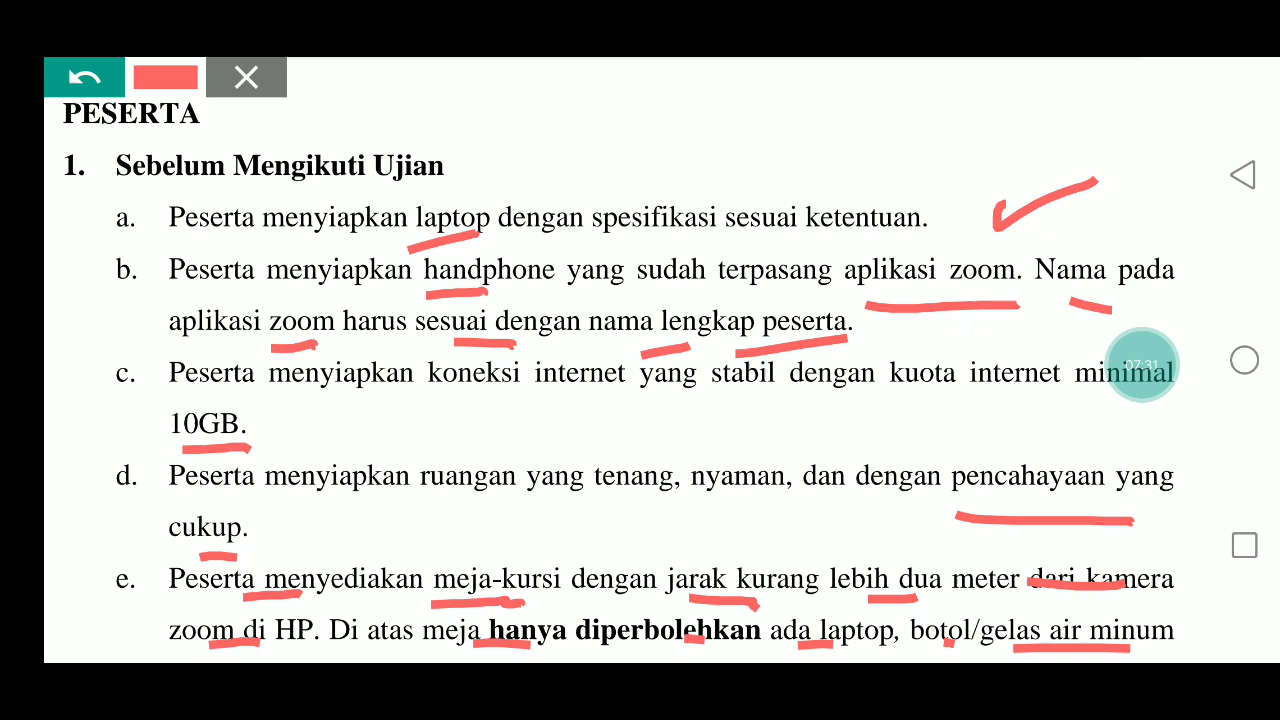 PESERTA
1. Sebelum Mengikuti Ujian
a. Peserta menyiapkan laptop dengan spesifikasi sesuai ketentuan.
b. Peserta menyiapkan handphone yang sudah terpasang aplikasi zoom. Nama pada
aplikasi zoom harus sesuai dengan nama lengkap peserta.
c. Peserta menyiapkan koneksi internet yang stabil dengan kuota internet minimal
07:31
10GB.
d. Peserta menyiapkan ruangan yang tenang, nyaman, dan dengan pencahayaan yang
cukup.
e. Peserta menyediakan meja-kursi dengan jarak kurang lebih dua meter dari kamera
zoom di HP. Di atas meja hanya diperbolehkan ada laptop, botol/gelas air minum